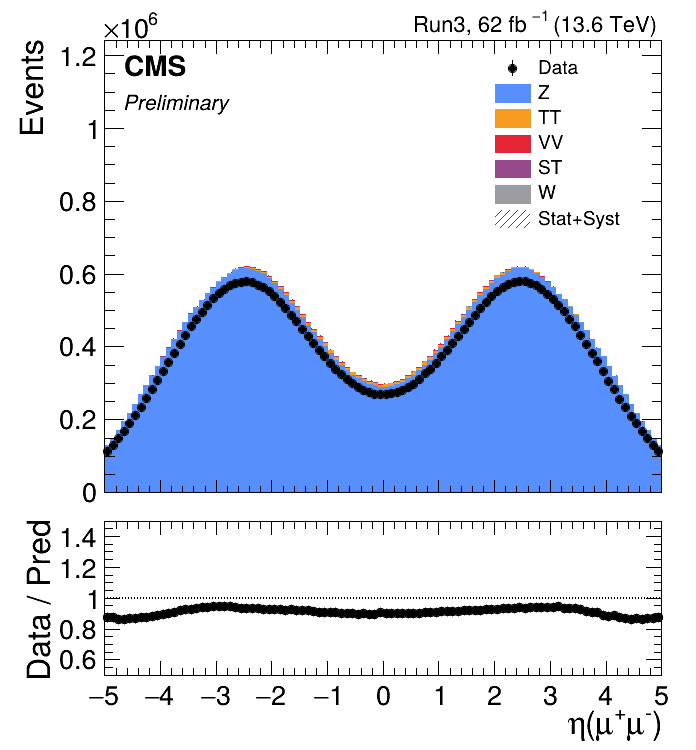 ×10⁶
Run3, 62 fb⁻¹ (13.6 TeV)
Events
CMS
Preliminary
Data
Z
TT
VV
ST
W
Stat+Syst
1.2
1
0.8
0.6
0.4
0.2
0
Data / Pred
1.4
1.2
1
0.8
0.6
−5 −4 −3 −2 −1 0 1 2 3 4 5
η(μ⁺μ⁻)